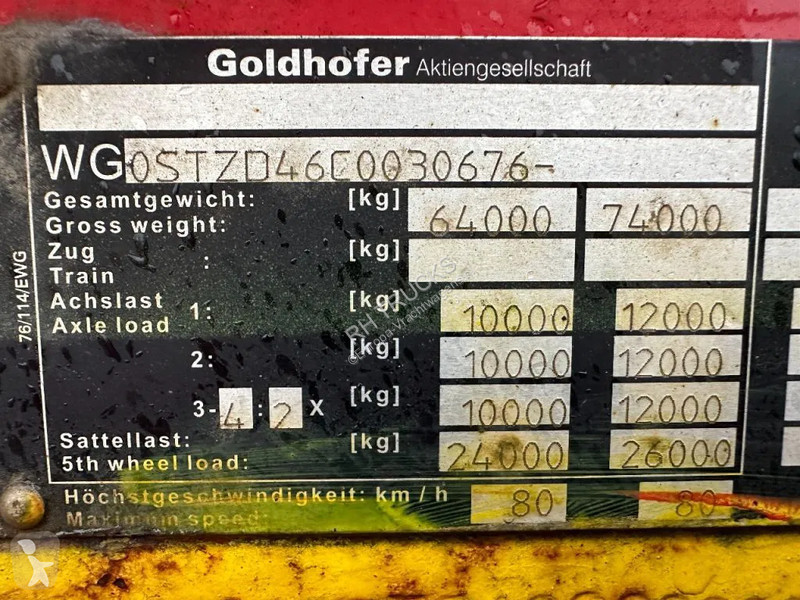 Goldhofer Aktiengesellschaft
WG0STZD46C0030676-
Gesamtgewicht: [kg] 64000 74000
Gross weight:
Zug : [kg]
Train
Achslast 1: [kg] 10000 12000
Axle load
2: [kg] 10000 12000
3-4: 2 x [kg] 10000 12000
Sattellast: [kg] 24000 26000
5th wheel load:
Höchstgeschwindigkeit: km/h 80 80
Maximum speed:
76/114/EWG
RH TRUCKS